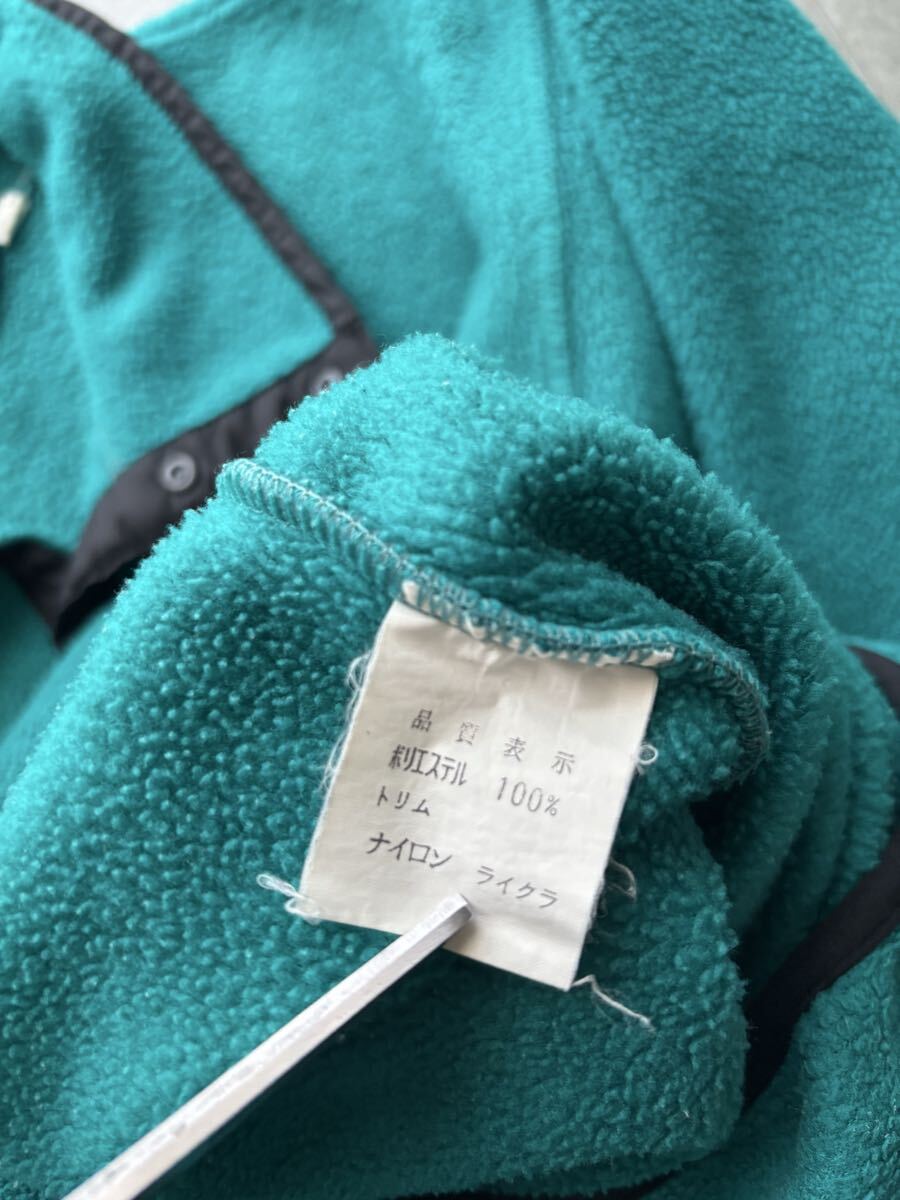 品質表示
ポリエステル 100%
トリム
ナイロン ライクラ